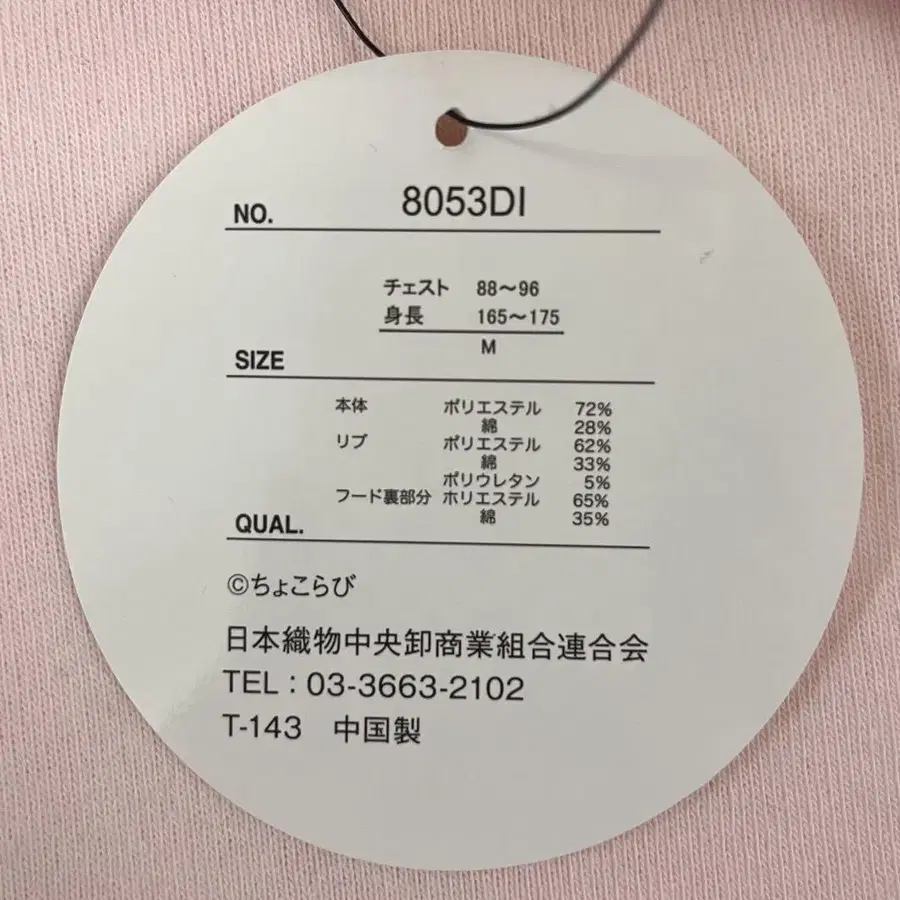 NO. 8053DI
チェスト 88〜96
身長 165〜175
M
SIZE
本体 ポリエステル 72%
綿 28%
リブ ポリエステル 62%
綿 33%
ポリウレタン 5%
フード裏部分 ホリエステル 65%
綿 35%
QUAL.
©ちょこらび
日本織物中央卸商業組合連合会
TEL : 03-3663-2102
T-143 中国製